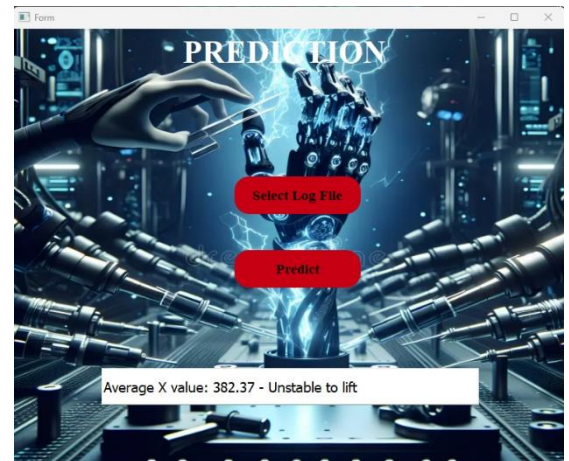 Form
PREDICTION
Select Log File
Predict
Average X value: 382.37 - Unstable to lift